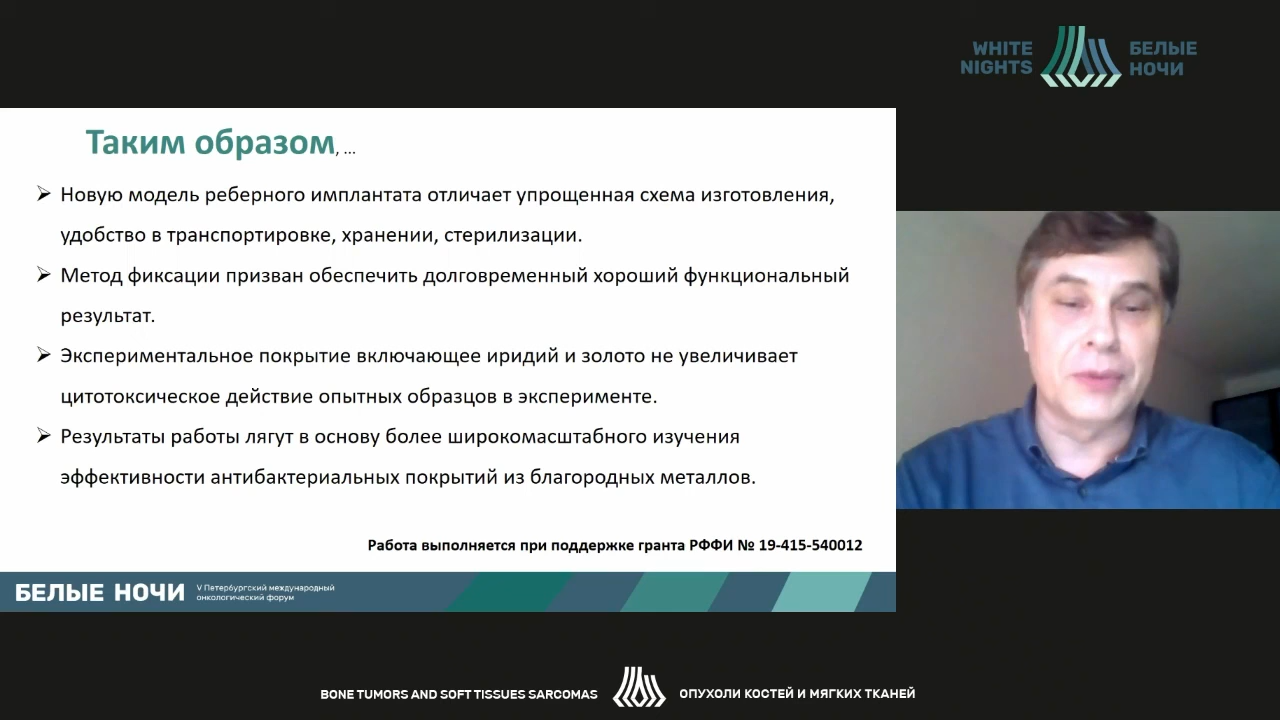 WHITE
NIGHTS
БЕЛЫЕ
НОЧИ
Таким образом, ...
Новую модель реберного имплантата отличает упрощенная схема изготовления,
удобство в транспортировке, хранении, стерилизации.
Метод фиксации призван обеспечить долговременный хороший функциональный
результат.
Экспериментальное покрытие включающее иридий и золото не увеличивает
цитотоксическое действие опытных образцов в эксперименте.
Результаты работы лягут в основу более широкомасштабного изучения
эффективности антибактериальных покрытий из благородных металлов.
Работа выполняется при поддержке гранта РФФИ № 19-415-540012
БЕЛЫЕ НОЧИ
V Петербургский международный
онкологический форум
BONE TUMORS AND SOFT TISSUES SARCOMAS
ОПУХОЛИ КОСТЕЙ И МЯГКИХ ТКАНЕЙ